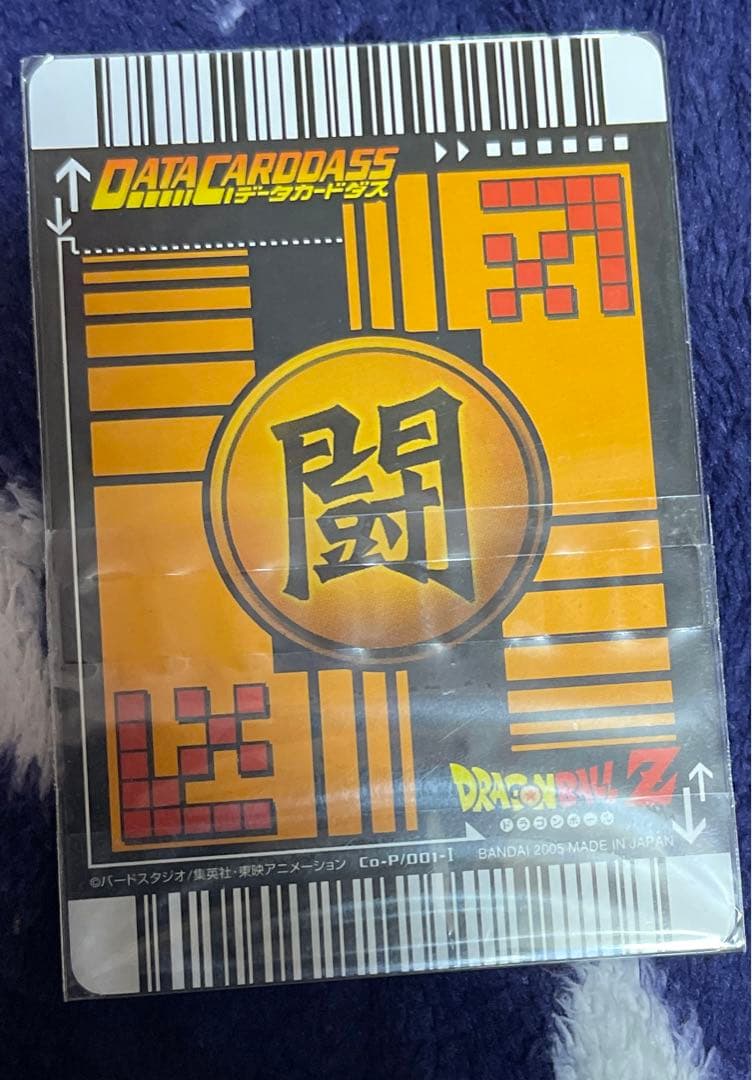 DATA CARDDASS
データカードダス
闘
DRAGON BALL Z
ドラゴンボール
BANDAI 2005 MADE IN JAPAN
©バードスタジオ/集英社・東映アニメーション Co-P/001-I